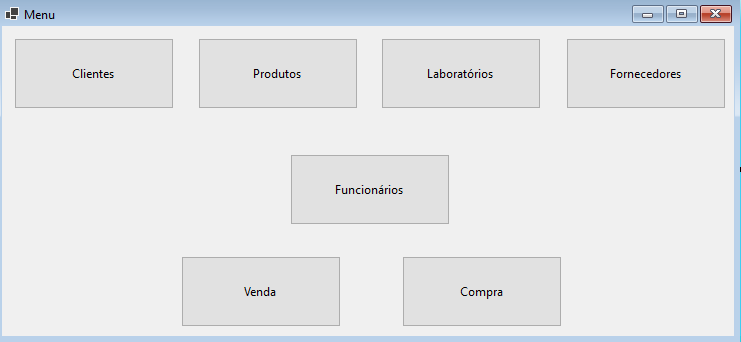 Menu
Clientes
Produtos
Laboratórios
Fornecedores
Funcionários
Venda
Compra